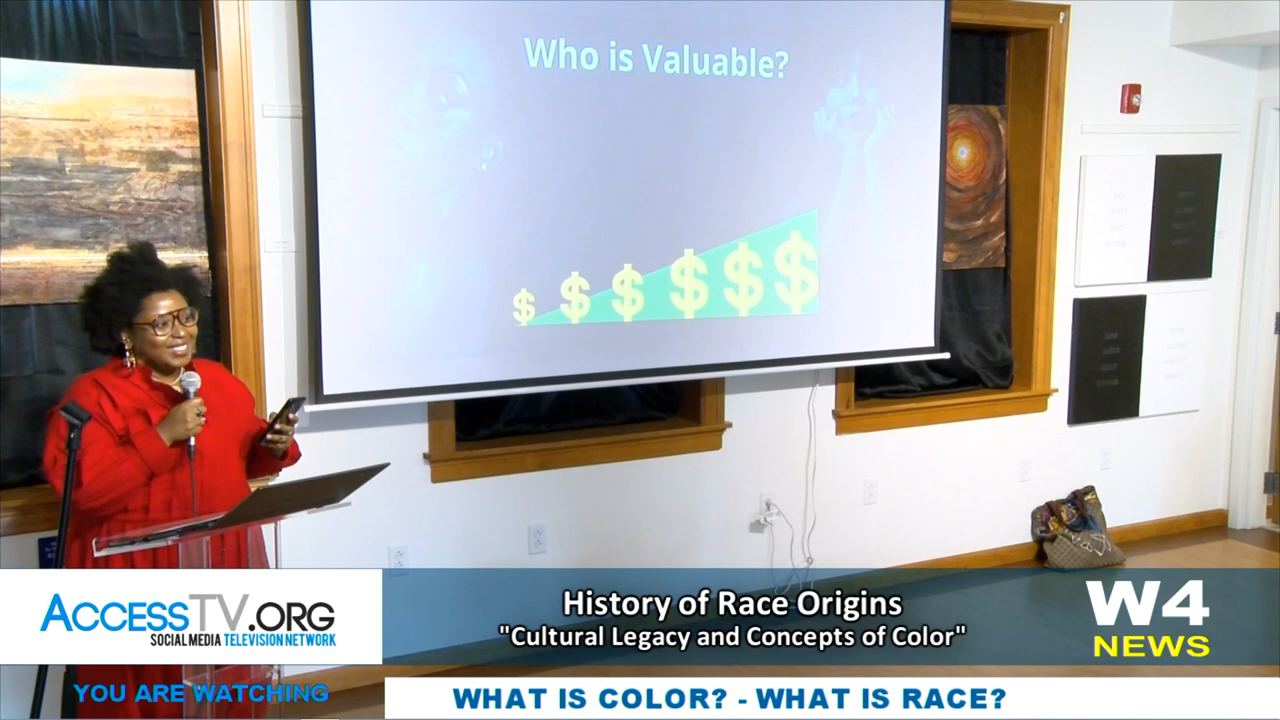 Who is Valuable?
$ $ $ $ $ $
ACCESSTV.ORG
SOCIAL MEDIA TELEVISION NETWORK
History of Race Origins
"Cultural Legacy and Concepts of Color"
W4
NEWS
YOU ARE WATCHING
WHAT IS COLOR? - WHAT IS RACE?